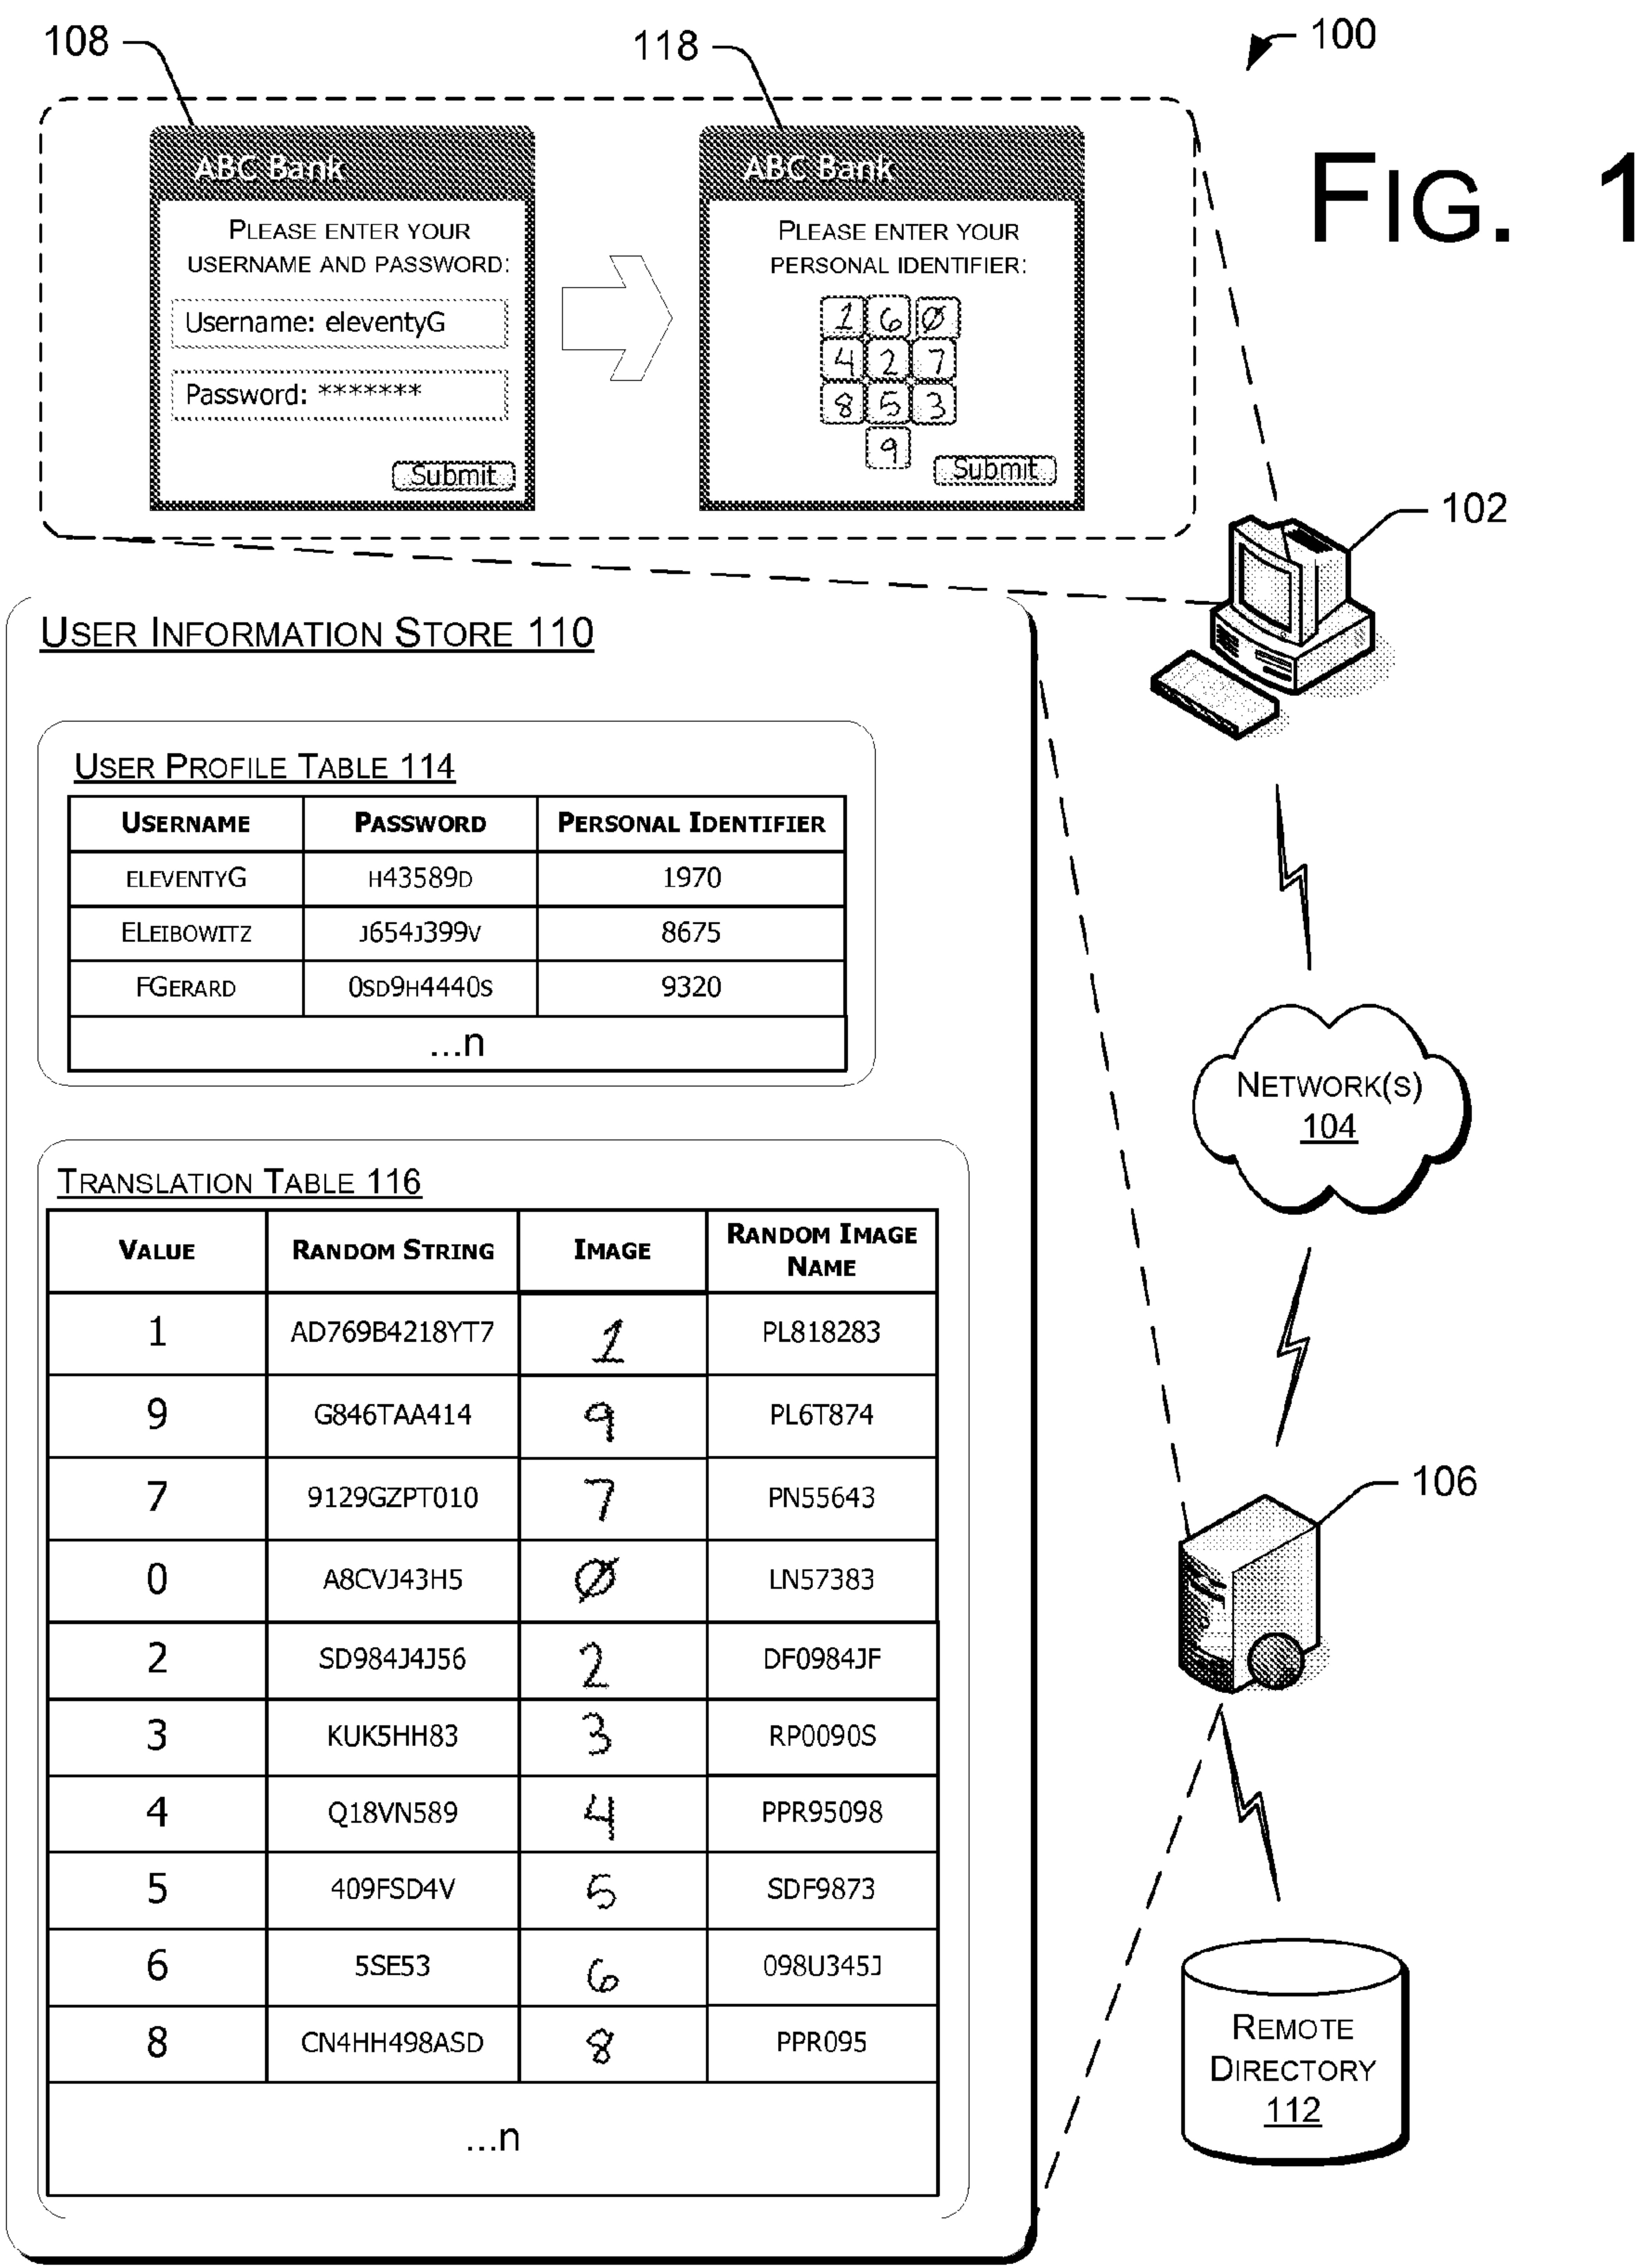 108
118
100
FIG. 1
ABC Bank
PLEASE ENTER YOUR
USERNAME AND PASSWORD:
Username: eleventyG
Password: *******
Submit
ABC Bank
PLEASE ENTER YOUR
PERSONAL IDENTIFIER:
1 6 0
4 2 7
8 5 3
9
Submit
102
USER INFORMATION STORE 110
USER PROFILE TABLE 114
USERNAME PASSWORD PERSONAL IDENTIFIER
ELEVENTYG H43589D 1970
ELEIBOWITZ J654J399V 8675
FGERARD 0SD9H4440S 9320
...n
NETWORK(S)
104
TRANSLATION TABLE 116
VALUE RANDOM STRING IMAGE RANDOM IMAGE
NAME
1 AD769B4218YT7 1 PL818283
9 G846TAA414 9 PL6T874
7 9129GZPT010 7 PN55643
0 A8CVJ43H5 0 LN57383
2 SD984J4J56 2 DF0984JF
3 KUK5HH83 3 RP0090S
4 Q18VN589 4 PPR95098
5 409FSD4V 5 SDF9873
6 5SE53 6 098U345J
8 CN4HH498ASD 8 PPR095
...n
106
REMOTE
DIRECTORY
112